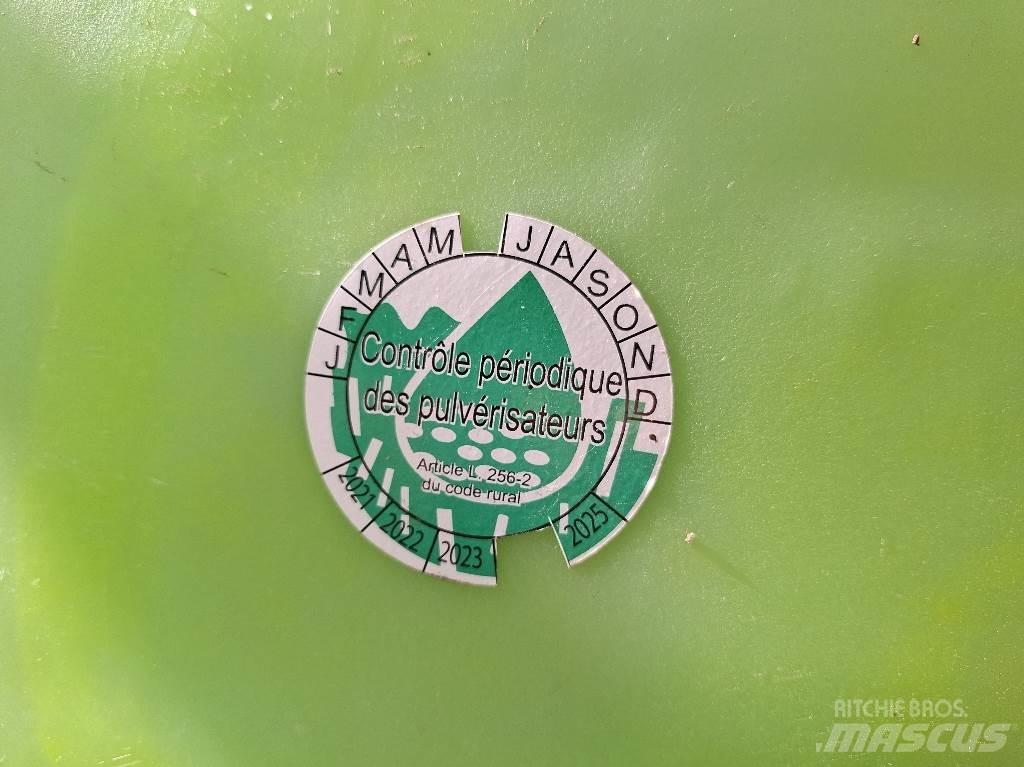 J F M A M J A S O N D
Contrôle périodique
des pulvérisateurs
Article L. 256-2
du code rural
2021 2022 2023 2025
RITCHIE BROS.
MASCUS